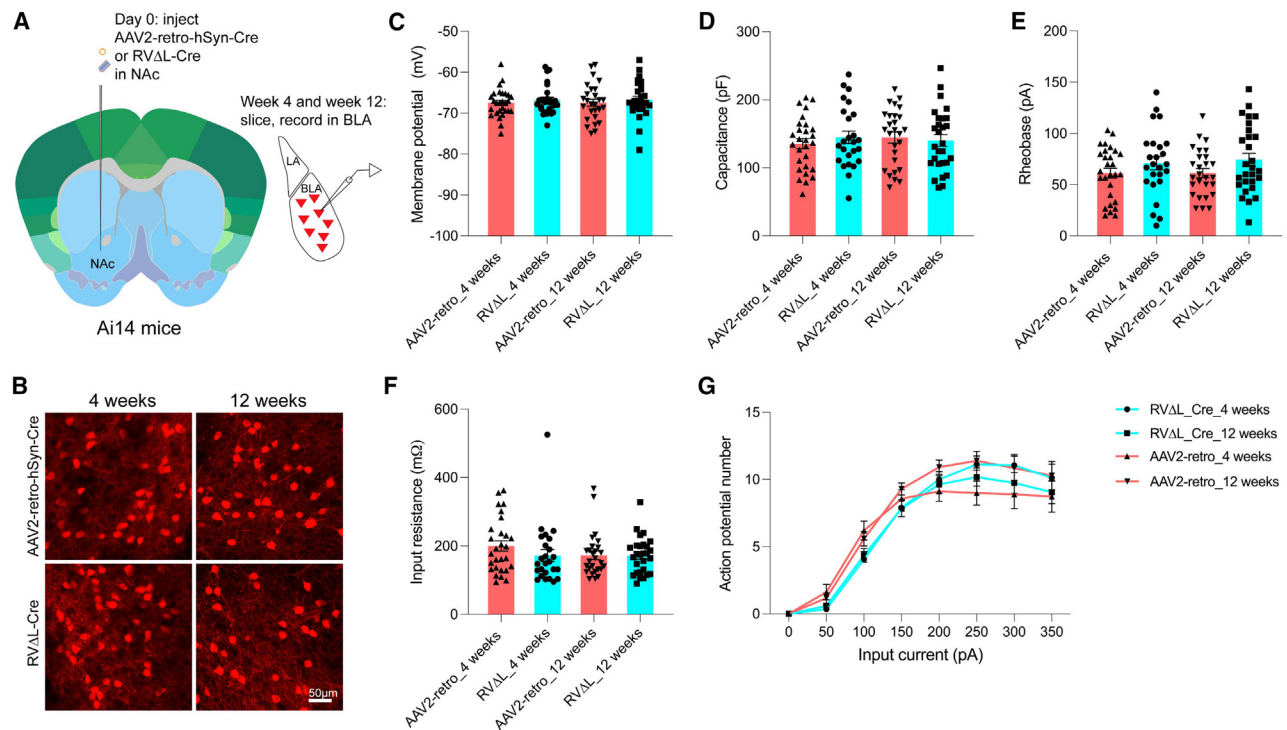 A
Day 0: inject
AAV2-retro-hSyn-Cre
or RVΔL-Cre
in NAc
Week 4 and week 12:
slice, record in BLA
LA
BLA
NAc
Ai14 mice
B
4 weeks
12 weeks
AAV2-retro-hSyn-Cre
RVΔL-Cre
50μm
C
Membrane potential (mV)
-50
-60
-70
-80
-90
-100
AAV2-retro_4 weeks
RVΔL_4 weeks
AAV2-retro_12 weeks
RVΔL_12 weeks
D
Capacitance (pF)
300
200
100
0
AAV2-retro_4 weeks
RVΔL_4 weeks
AAV2-retro_12 weeks
RVΔL_12 weeks
E
Rheobase (pA)
200
150
100
50
0
AAV2-retro_4 weeks
RVΔL_4 weeks
AAV2-retro_12 weeks
RVΔL_12 weeks
F
Input resistance (mΩ)
600
400
200
0
AAV2-retro_4 weeks
RVΔL_4 weeks
AAV2-retro_12 weeks
RVΔL_12 weeks
G
Action potential number
15
10
5
0
0 50 100 150 200 250 300 350
Input current (pA)
RVΔL_Cre_4 weeks
RVΔL_Cre_12 weeks
AAV2-retro_4 weeks
AAV2-retro_12 weeks